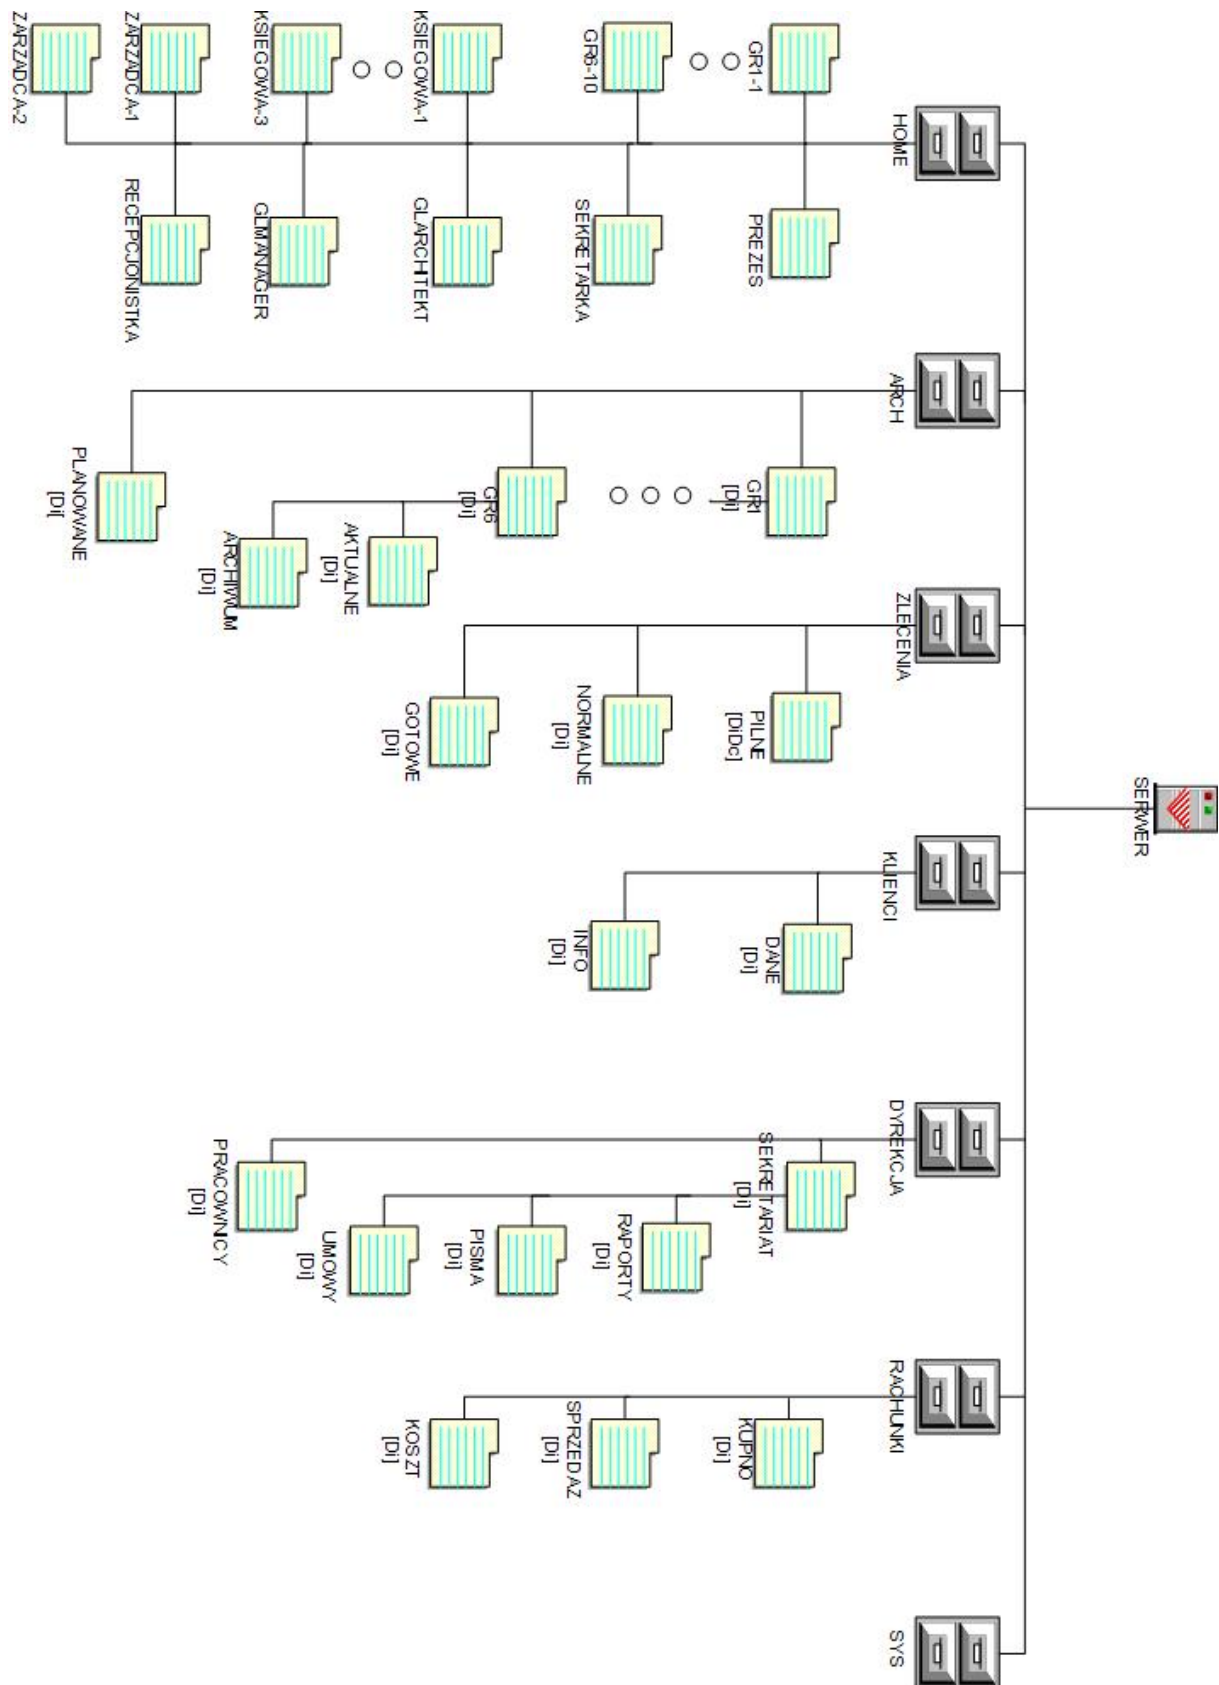 SERWER
HOME
GR1-1
PREZES
GR6-10
SEKRETARKA
KSIEGOWA-1
GLARCHITEKT
KSIEGOWA-3
GLMANAGER
ZARZADCA-1
RECEPCJONISTKA
ZARZADCA-2
ARCH
GR1
[Di]
GR6
[Di]
AKTUALNE
[Di]
ARCHIWUM
[Di]
PLANOWANE
[Di[
ZLECENIA
PILNE
[DiDc]
NORMALNE
[Di]
GOTOWE
[Di]
KLIENCI
DANE
[Di]
INFO
[Di]
DYREKCJA
SEKRETARIAT
[Di]
RAPORTY
[Di]
PISMA
[Di]
UMOWY
[Di]
PRACOWNICY
[Di]
RACHUNKI
KUPNO
[Di]
SPRZEDAZ
[Di]
KOSZT
[Di]
SYS